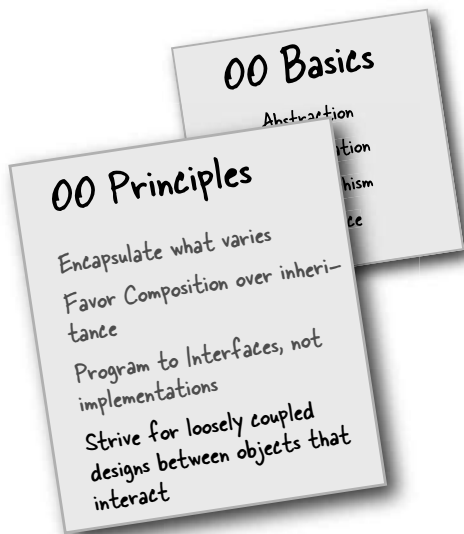 OO Basics
Abstraction
OO Principles
Encapsulate what varies
Favor Composition over inheri-
tance
Program to Interfaces, not
implementations
Strive for loosely coupled
designs between objects that
interact